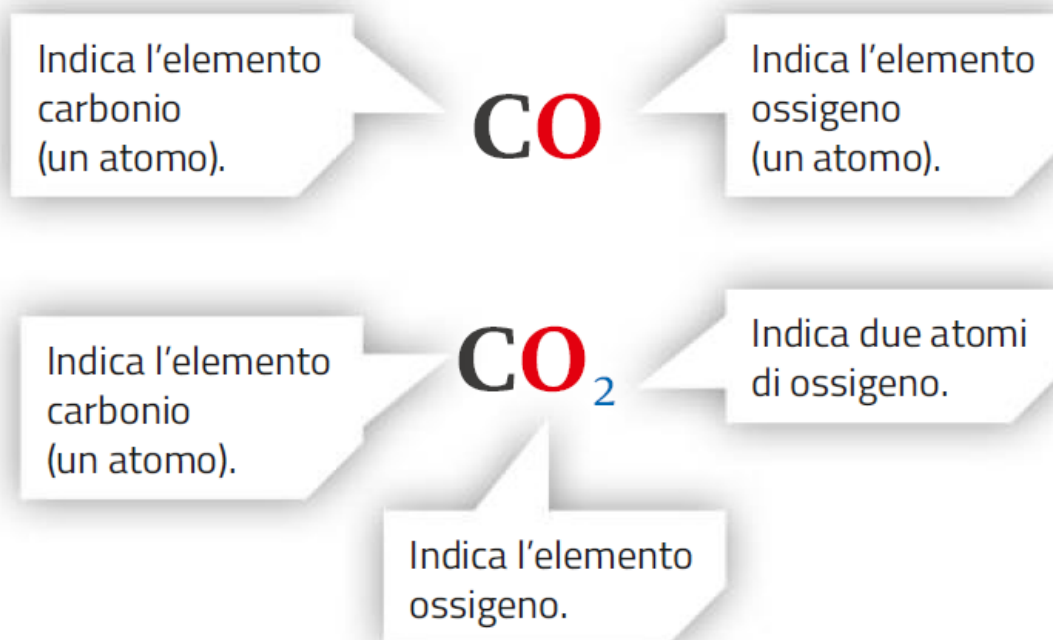 Indica l'elemento
carbonio
(un atomo).
CO
Indica l'elemento
ossigeno
(un atomo).
Indica l'elemento
carbonio
(un atomo).
CO₂
Indica due atomi
di ossigeno.
Indica l'elemento
ossigeno.